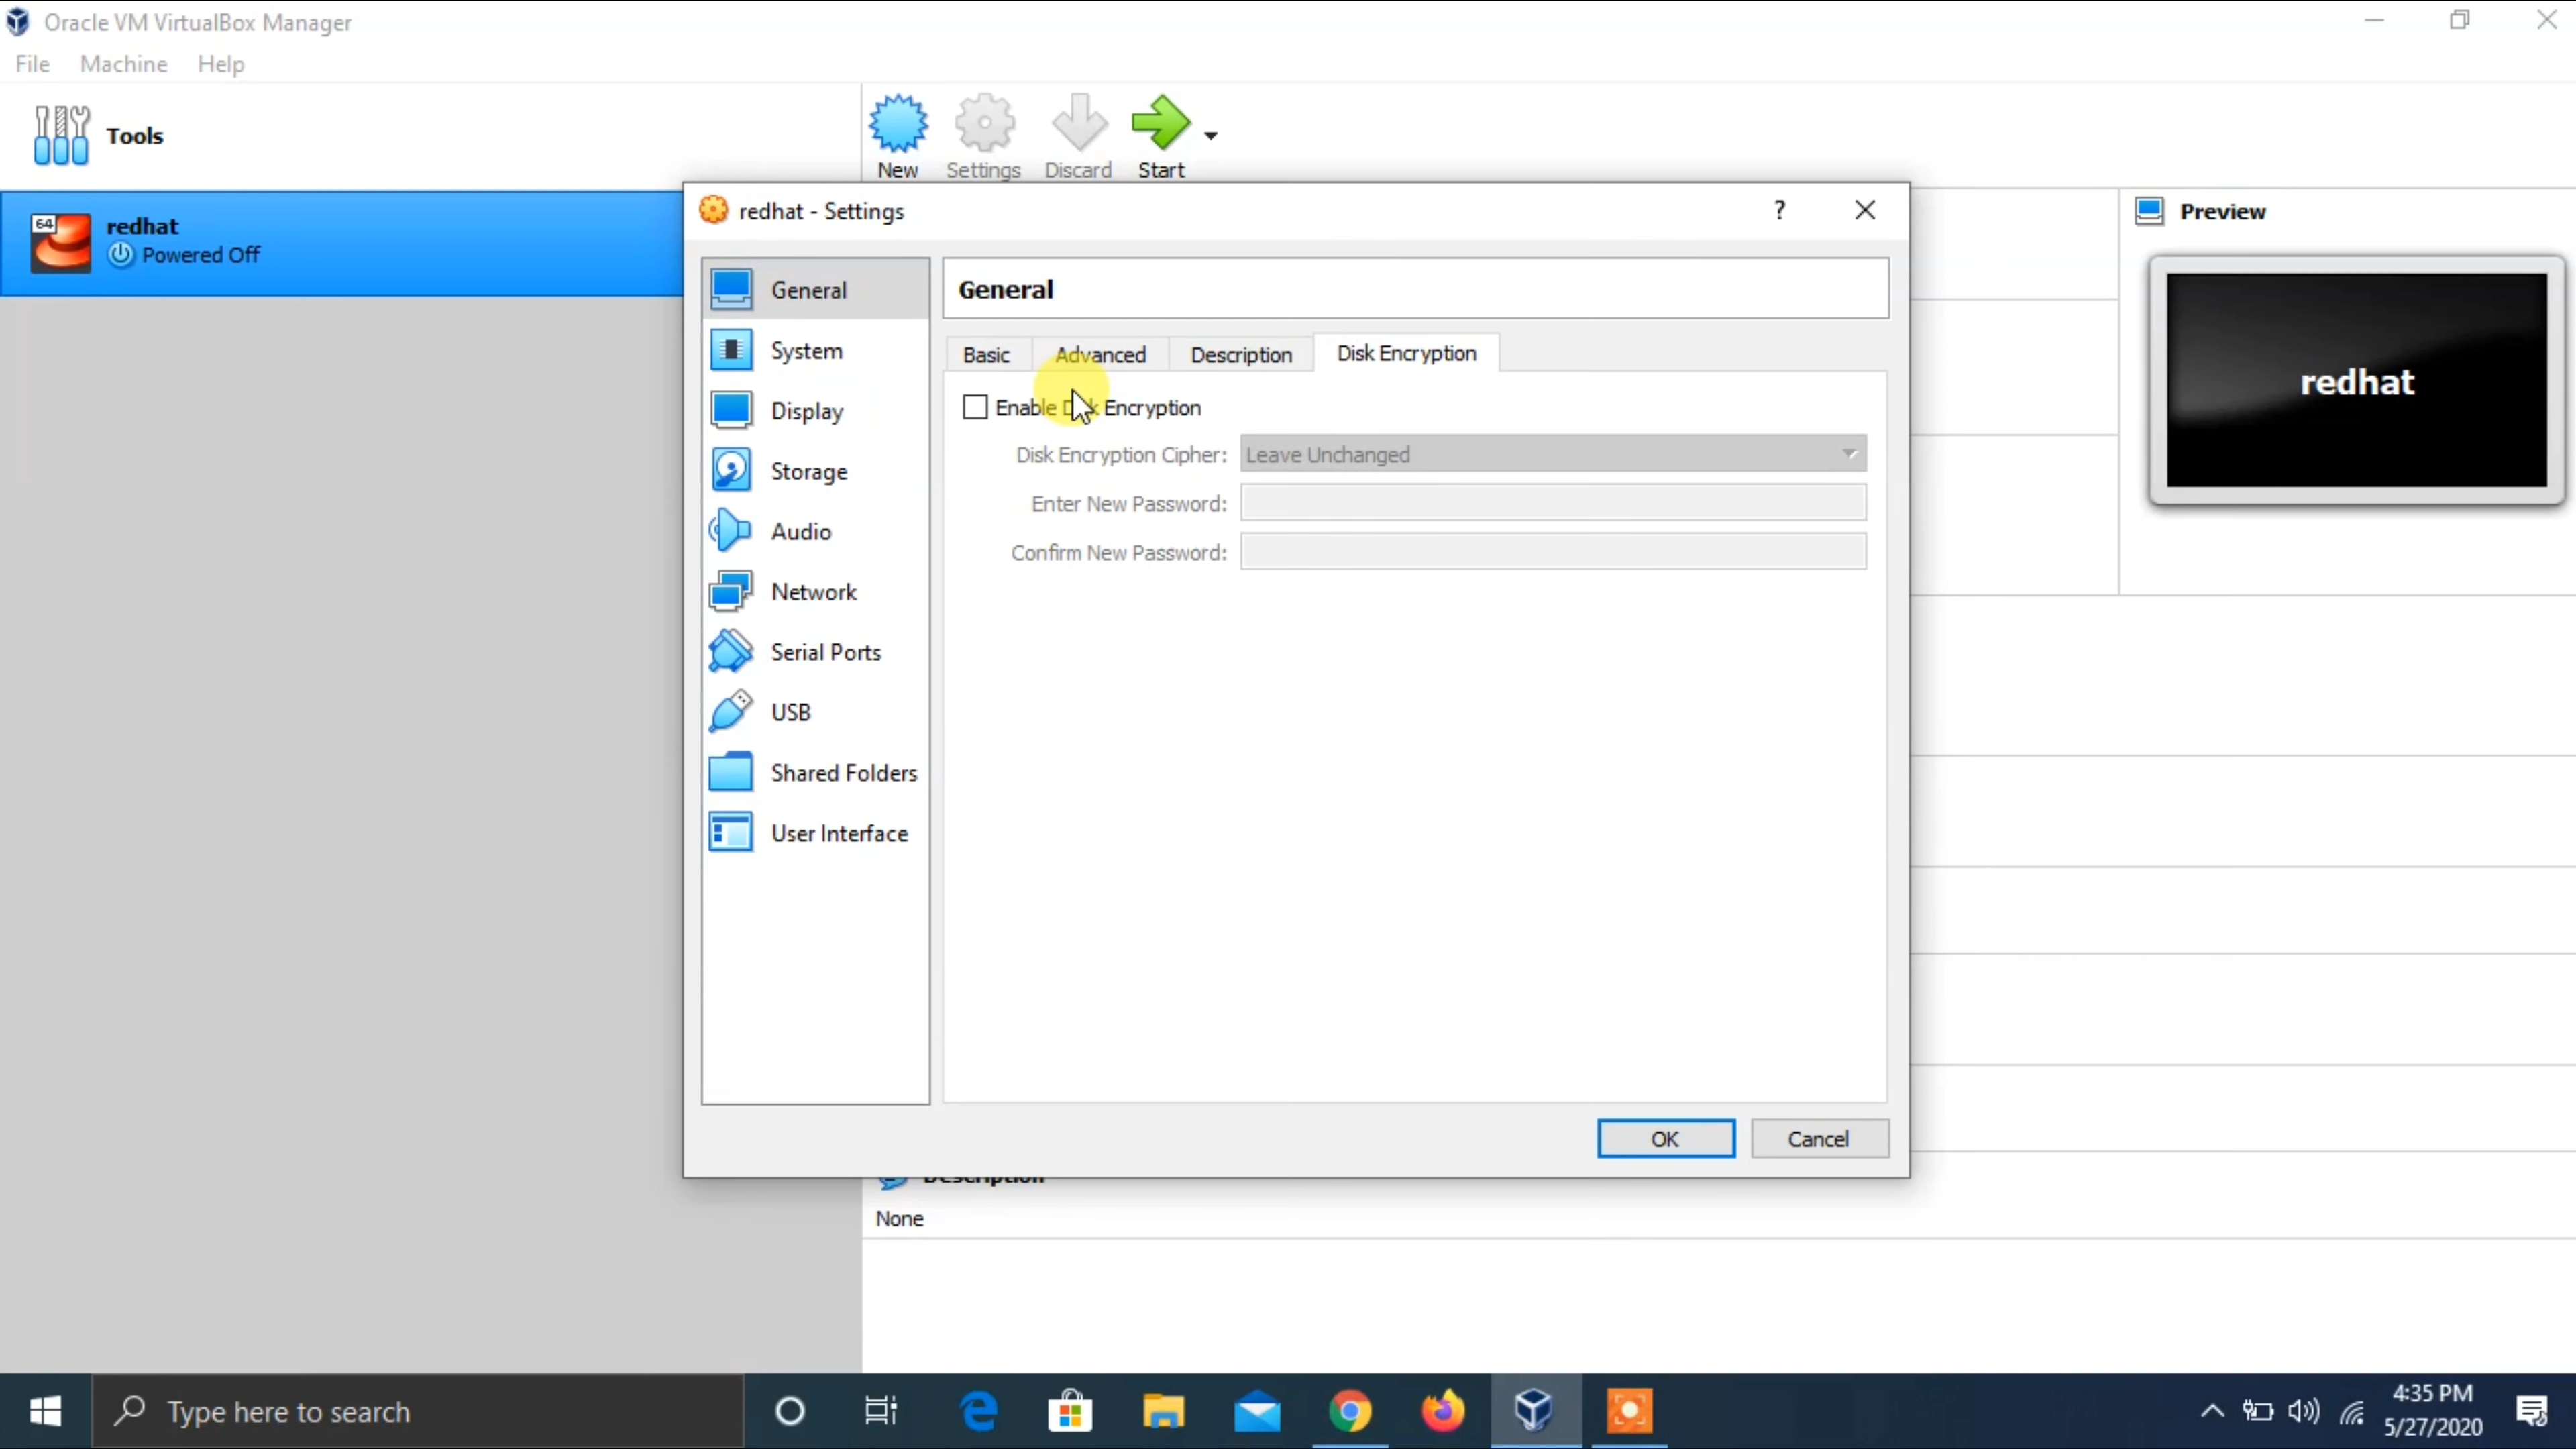 Oracle VM VirtualBox Manager
File Machine Help
Tools
New Settings Discard Start
64
redhat
Powered Off
redhat - Settings
?
Preview
redhat
General
System
Display
Storage
Audio
Network
Serial Ports
USB
Shared Folders
User Interface
General
Basic Advanced Description Disk Encryption
Enable Disk Encryption
Disk Encryption Cipher: Leave Unchanged
Enter New Password:
Confirm New Password:
OK Cancel
Description
None
Type here to search
4:35 PM
5/27/2020